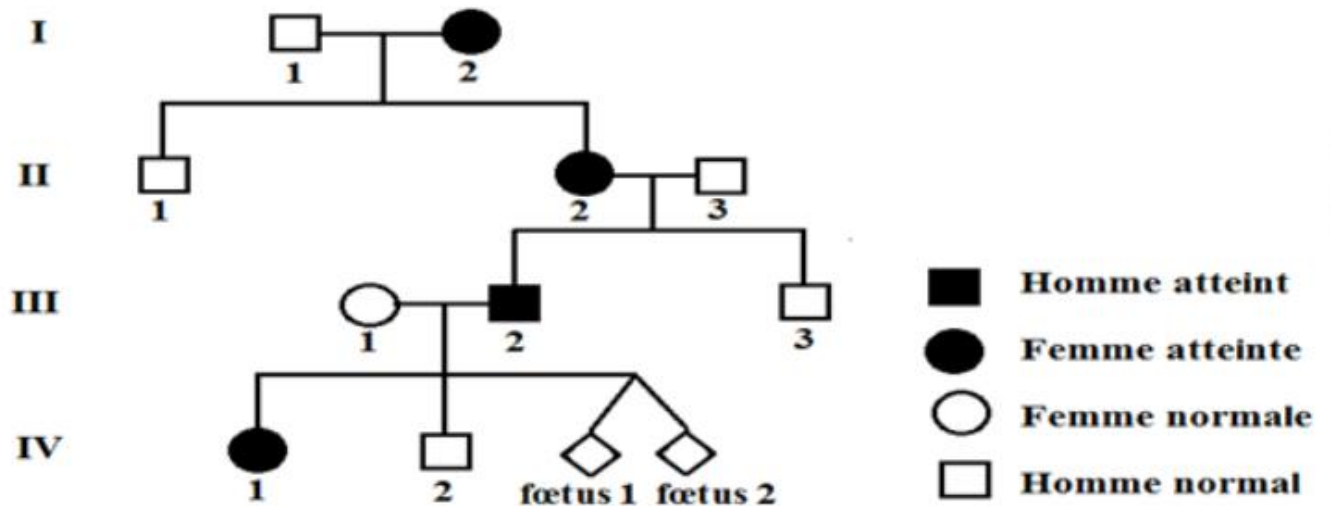 I
1 2
II
1 2 3
III
1 2 3
IV
1 2 fœtus 1 fœtus 2
Homme atteint
Femme atteinte
Femme normale
Homme normal